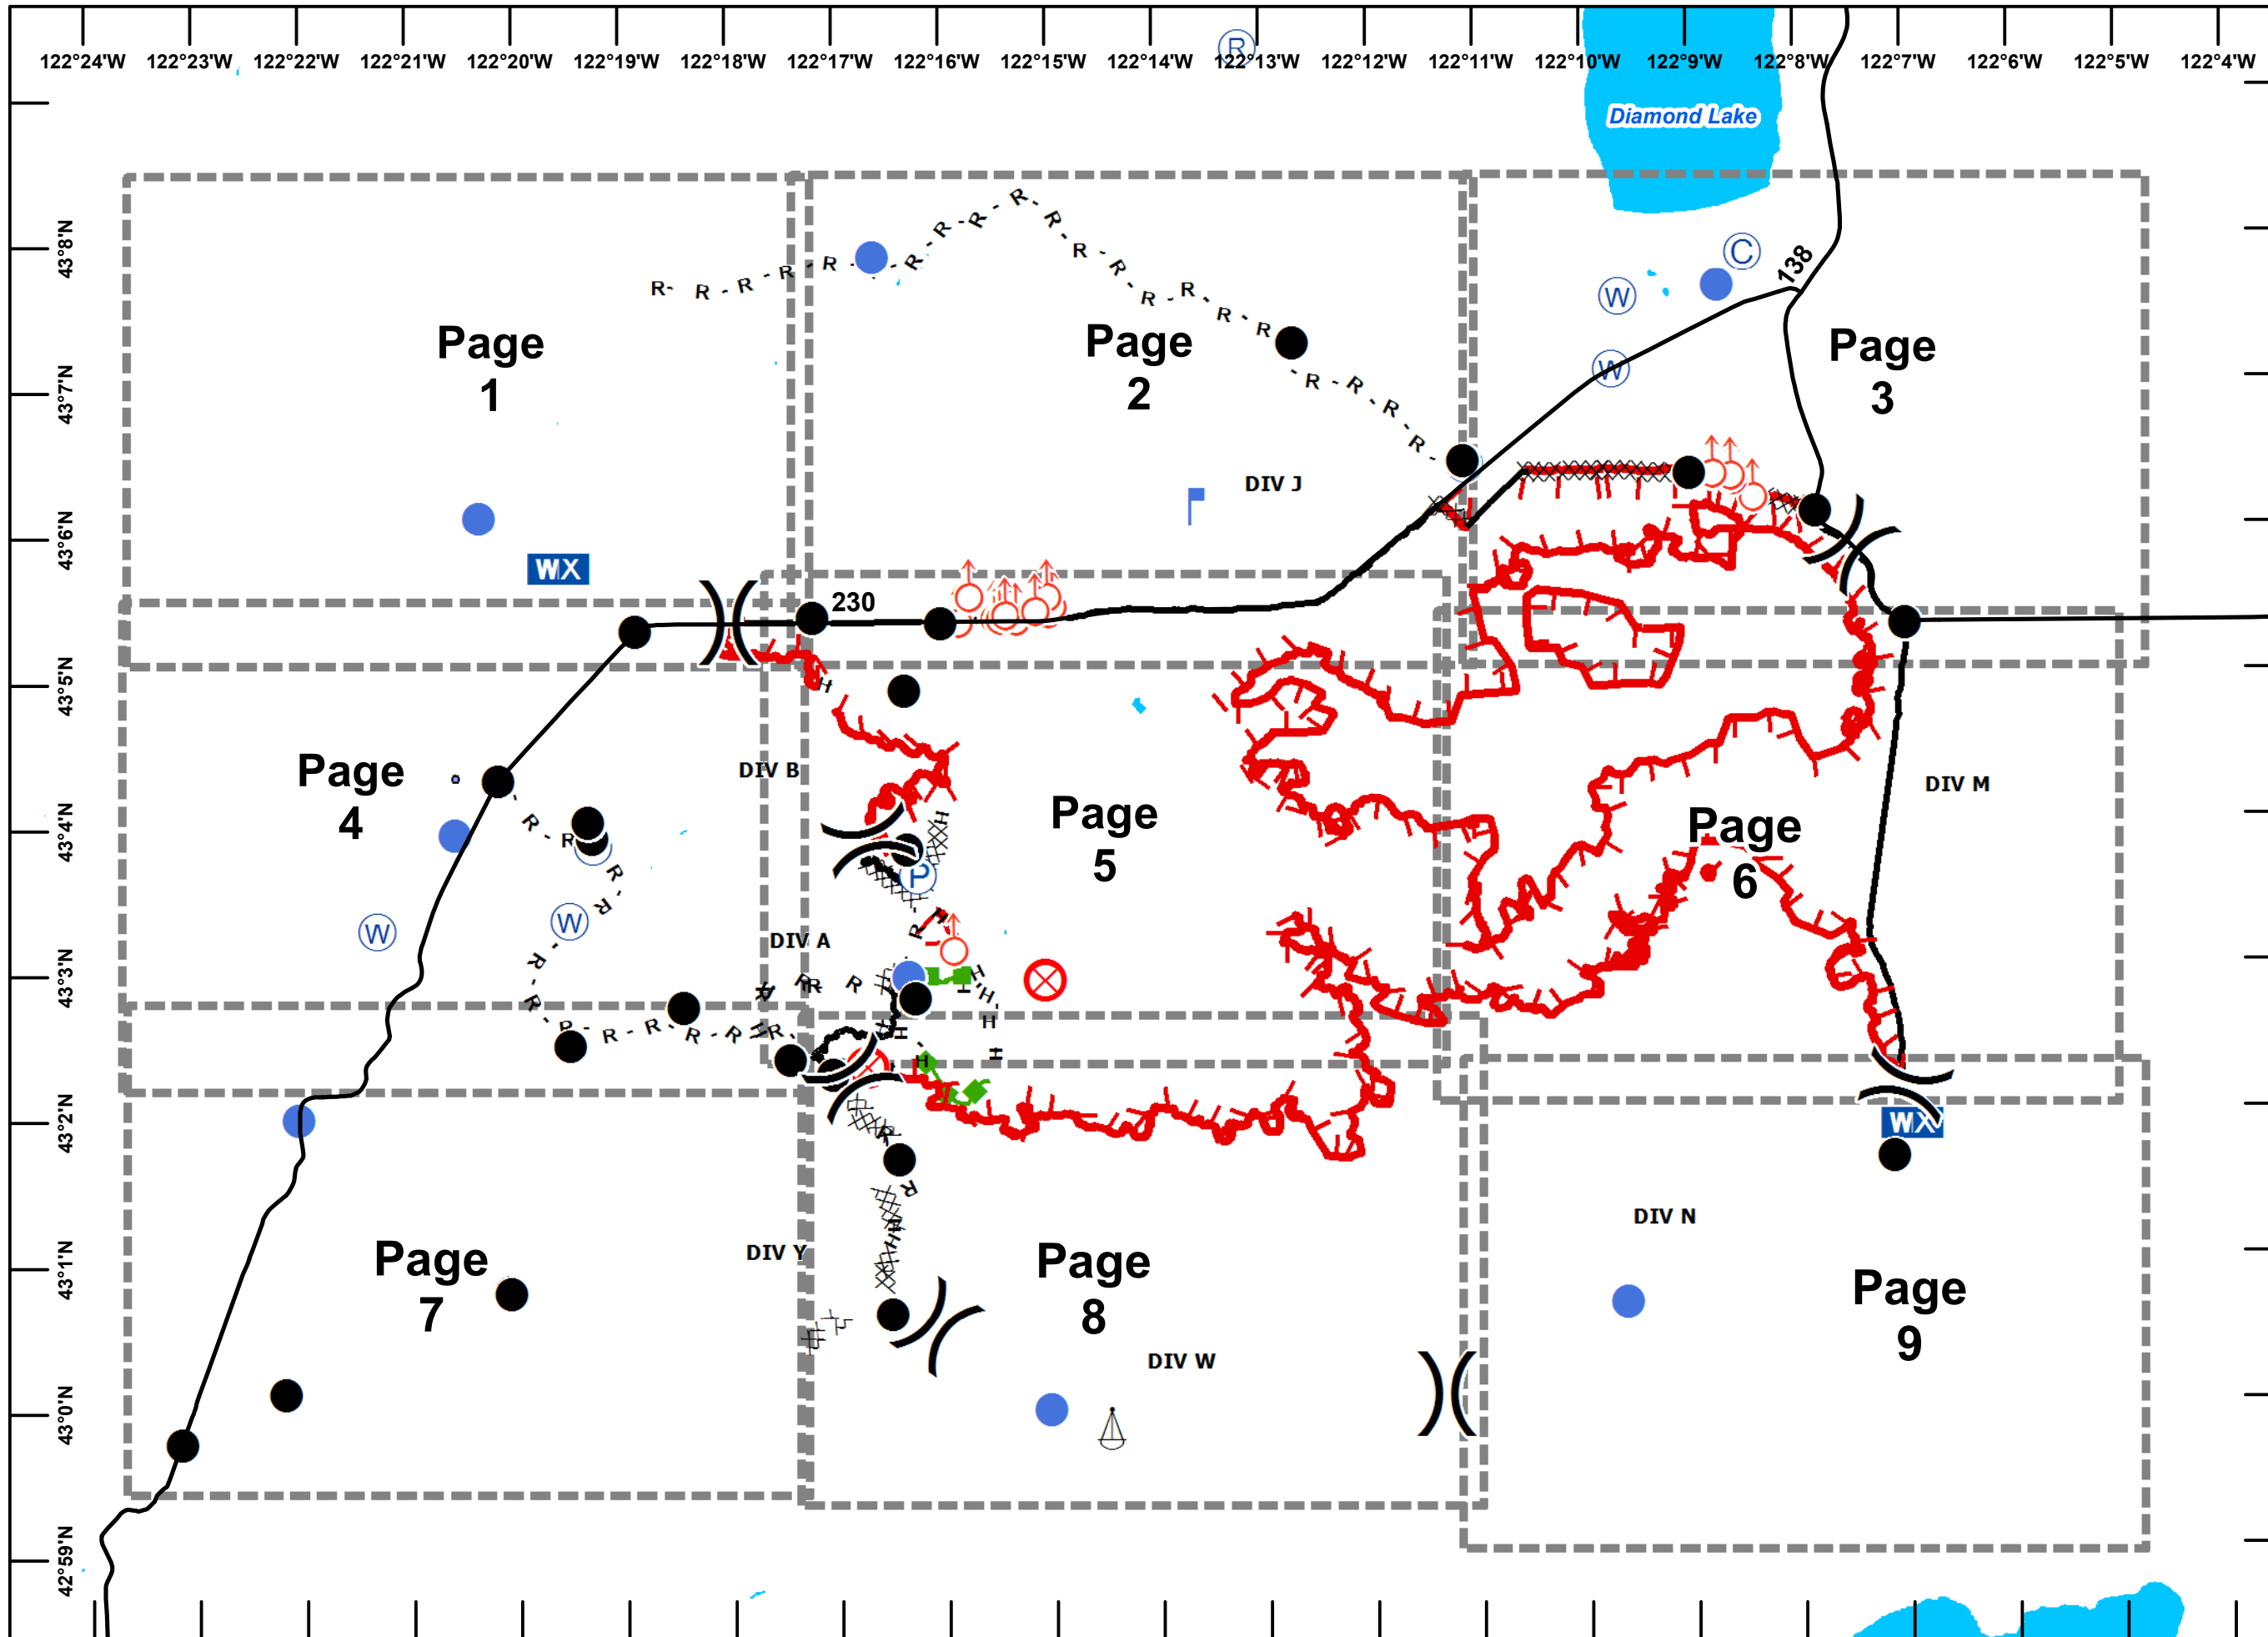 R
122°24'W 122°23'W 122°22'W 122°21'W 122°20'W 122°19'W 122°18'W 122°17'W 122°16'W 122°15'W 122°14'W 122°13'W 122°12'W 122°11'W 122°10'W 122°9'W 122°8'W 122°7'W 122°6'W 122°5'W 122°4'W
Diamond Lake
43°8'N
C
138
W
R R R R R R R R R R R R R R R R R
Page
1
Page
2
Page
3
W
43°7'N
R R R R
DIV J
43°6'N
WX
230
43°5'N
H
DIV B
DIV M
Page
4
Page
5
Page
6
43°4'N
R R R R
H
P
W
W
R H
DIV A
43°3'N
R R R R R
H H H H
R R R R R R R
H H
43°2'N
WX
R
R
DIV N
DIV Y
H H
43°1'N
Page
7
Page
8
Page
9
DIV W
43°0'N
42°59'N